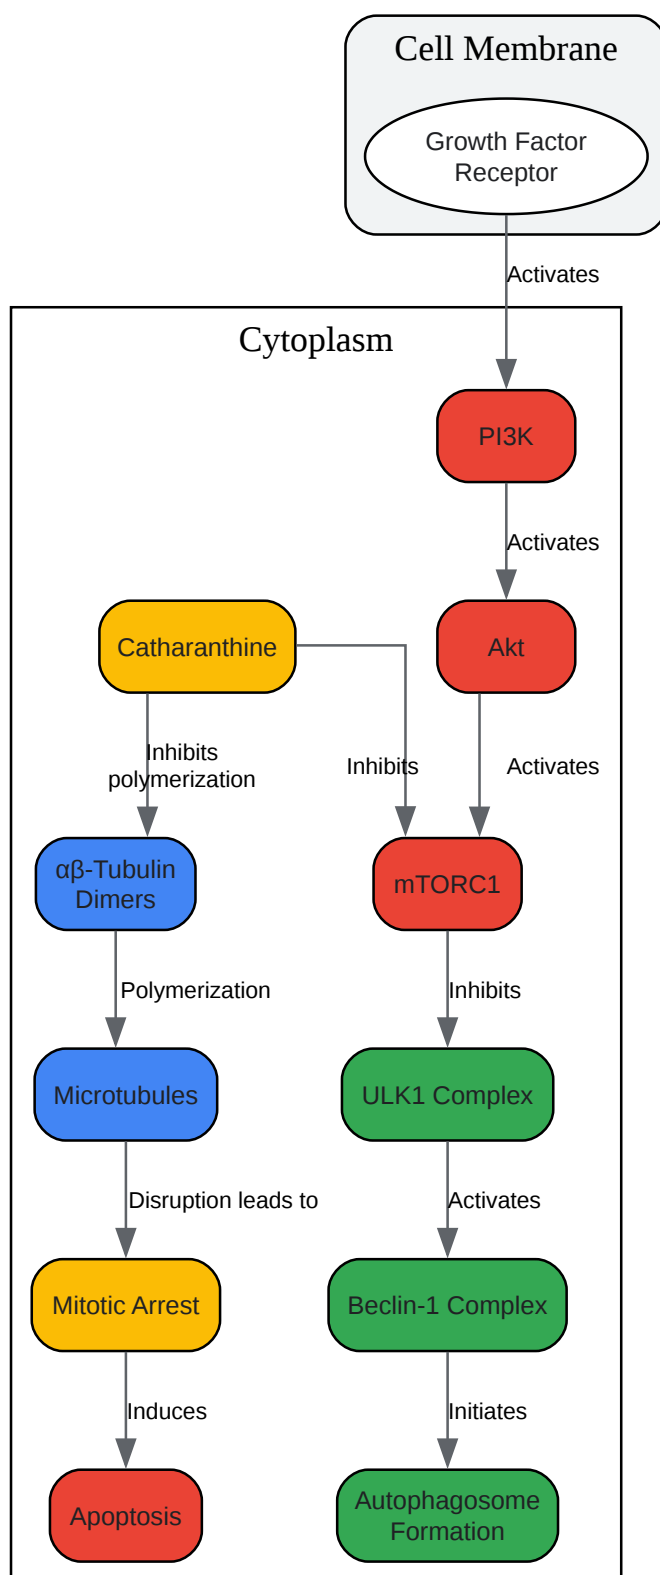 Cell Membrane
Growth Factor
Receptor
Activates
Cytoplasm
PI3K
Activates
Catharanthine
Akt
Inhibits
polymerization
Inhibits
Activates
αβ-Tubulin
Dimers
mTORC1
Polymerization
Inhibits
Microtubules
ULK1 Complex
Disruption leads to
Activates
Mitotic Arrest
Beclin-1 Complex
Induces
Initiates
Apoptosis
Autophagosome
Formation